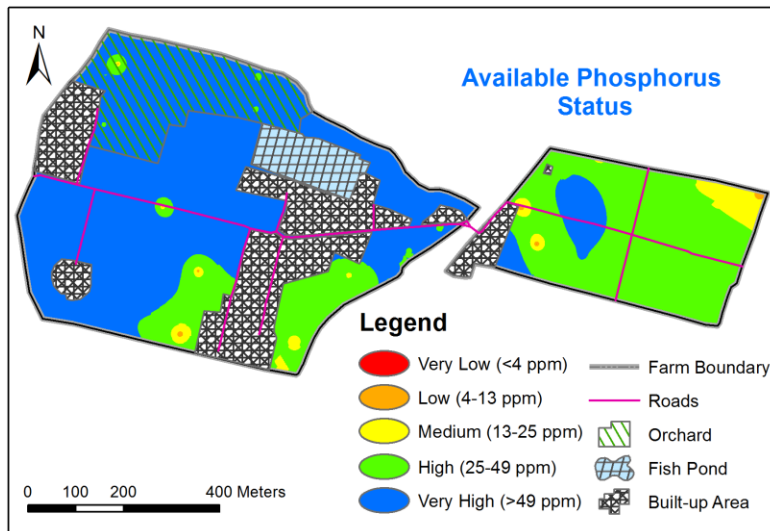 N
Available Phosphorus
Status
Legend
Very Low (<4 ppm)
Low (4-13 ppm)
Medium (13-25 ppm)
High (25-49 ppm)
Very High (>49 ppm)
Farm Boundary
Roads
Orchard
Fish Pond
Built-up Area
0 100 200 400 Meters